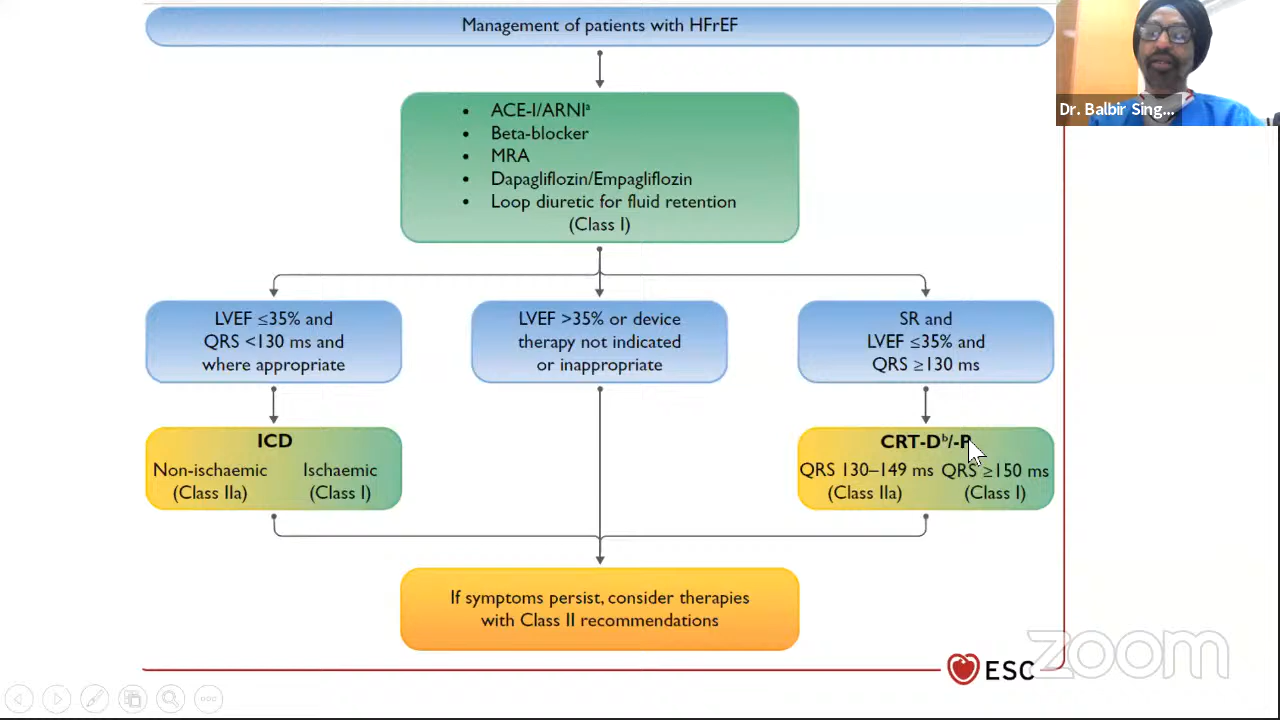 Management of patients with HFrEF
Dr. Balbir Sing...
• ACE-I/ARNIᵃ
• Beta-blocker
• MRA
• Dapagliflozin/Empagliflozin
• Loop diuretic for fluid retention
(Class I)
LVEF ≤35% and
QRS <130 ms and
where appropriate
LVEF >35% or device
therapy not indicated
or inappropriate
SR and
LVEF ≤35% and
QRS ≥130 ms
ICD
Non-ischaemic
(Class IIa)
Ischaemic
(Class I)
CRT-Dᵇ/-P
QRS 130–149 ms
(Class IIa)
QRS ≥150 ms
(Class I)
If symptoms persist, consider therapies
with Class II recommendations
ESC
zoom